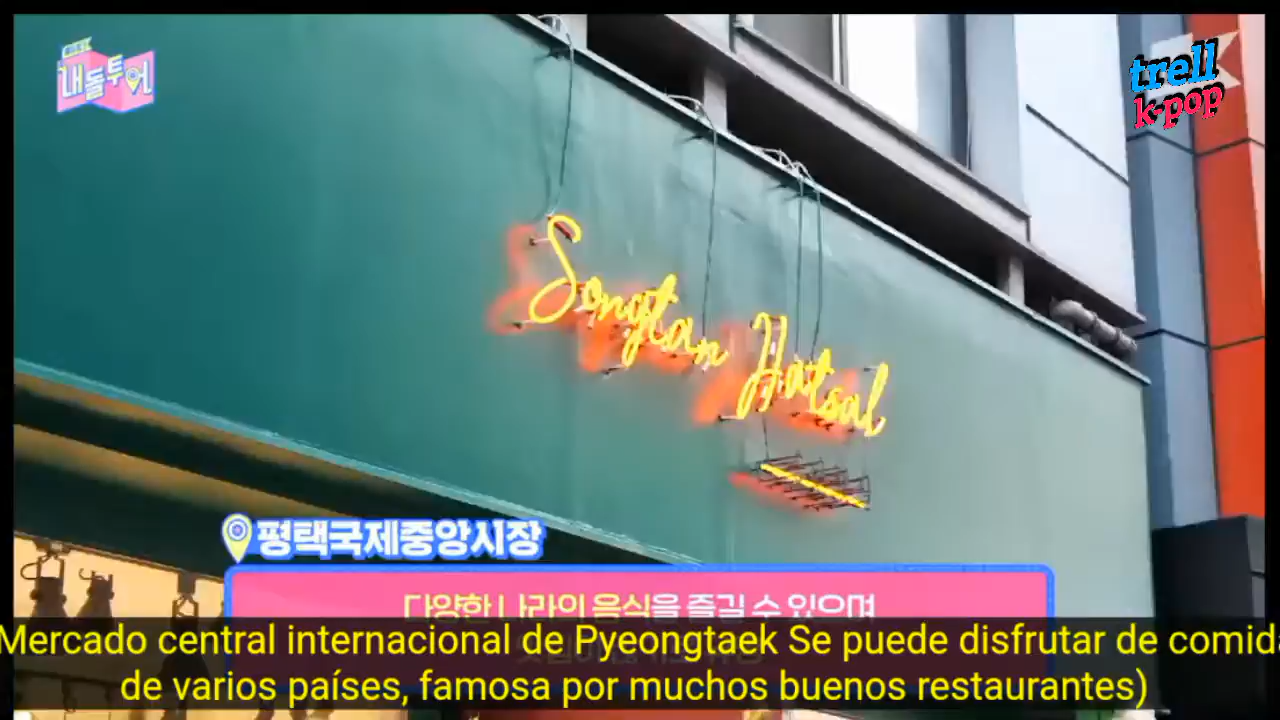 내돌투어
trell
k-pop
Songtan Hatsal
평택국제중앙시장
다양한 나라의 음식을 즐길 수 있으며
Mercado central internacional de Pyeongtaek Se puede disfrutar de comida
de varios países, famosa por muchos buenos restaurantes)